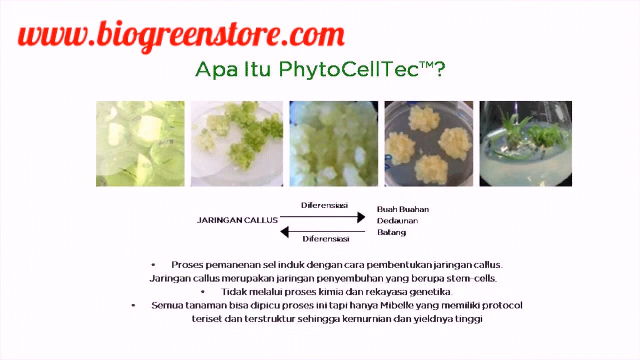 www.biogreenstore.com
Apa Itu PhytoCellTec™?
Diferensiasi
JARINGAN CALLUS
Buah Buahan
Dedaunan
Batang
Diferensiasi
• Proses pemanenan sel induk dengan cara pembentukan jaringan callus.
Jaringan callus merupakan jaringan penyembuhan yang berupa stem-cells.
• Tidak melalui proses kimia dan rekayasa genetika.
• Semua tanaman bisa dipicu proses ini tapi hanya Mibelle yang memiliki protocol
teriset dan terstruktur sehingga kemurnian dan yieldnya tinggi